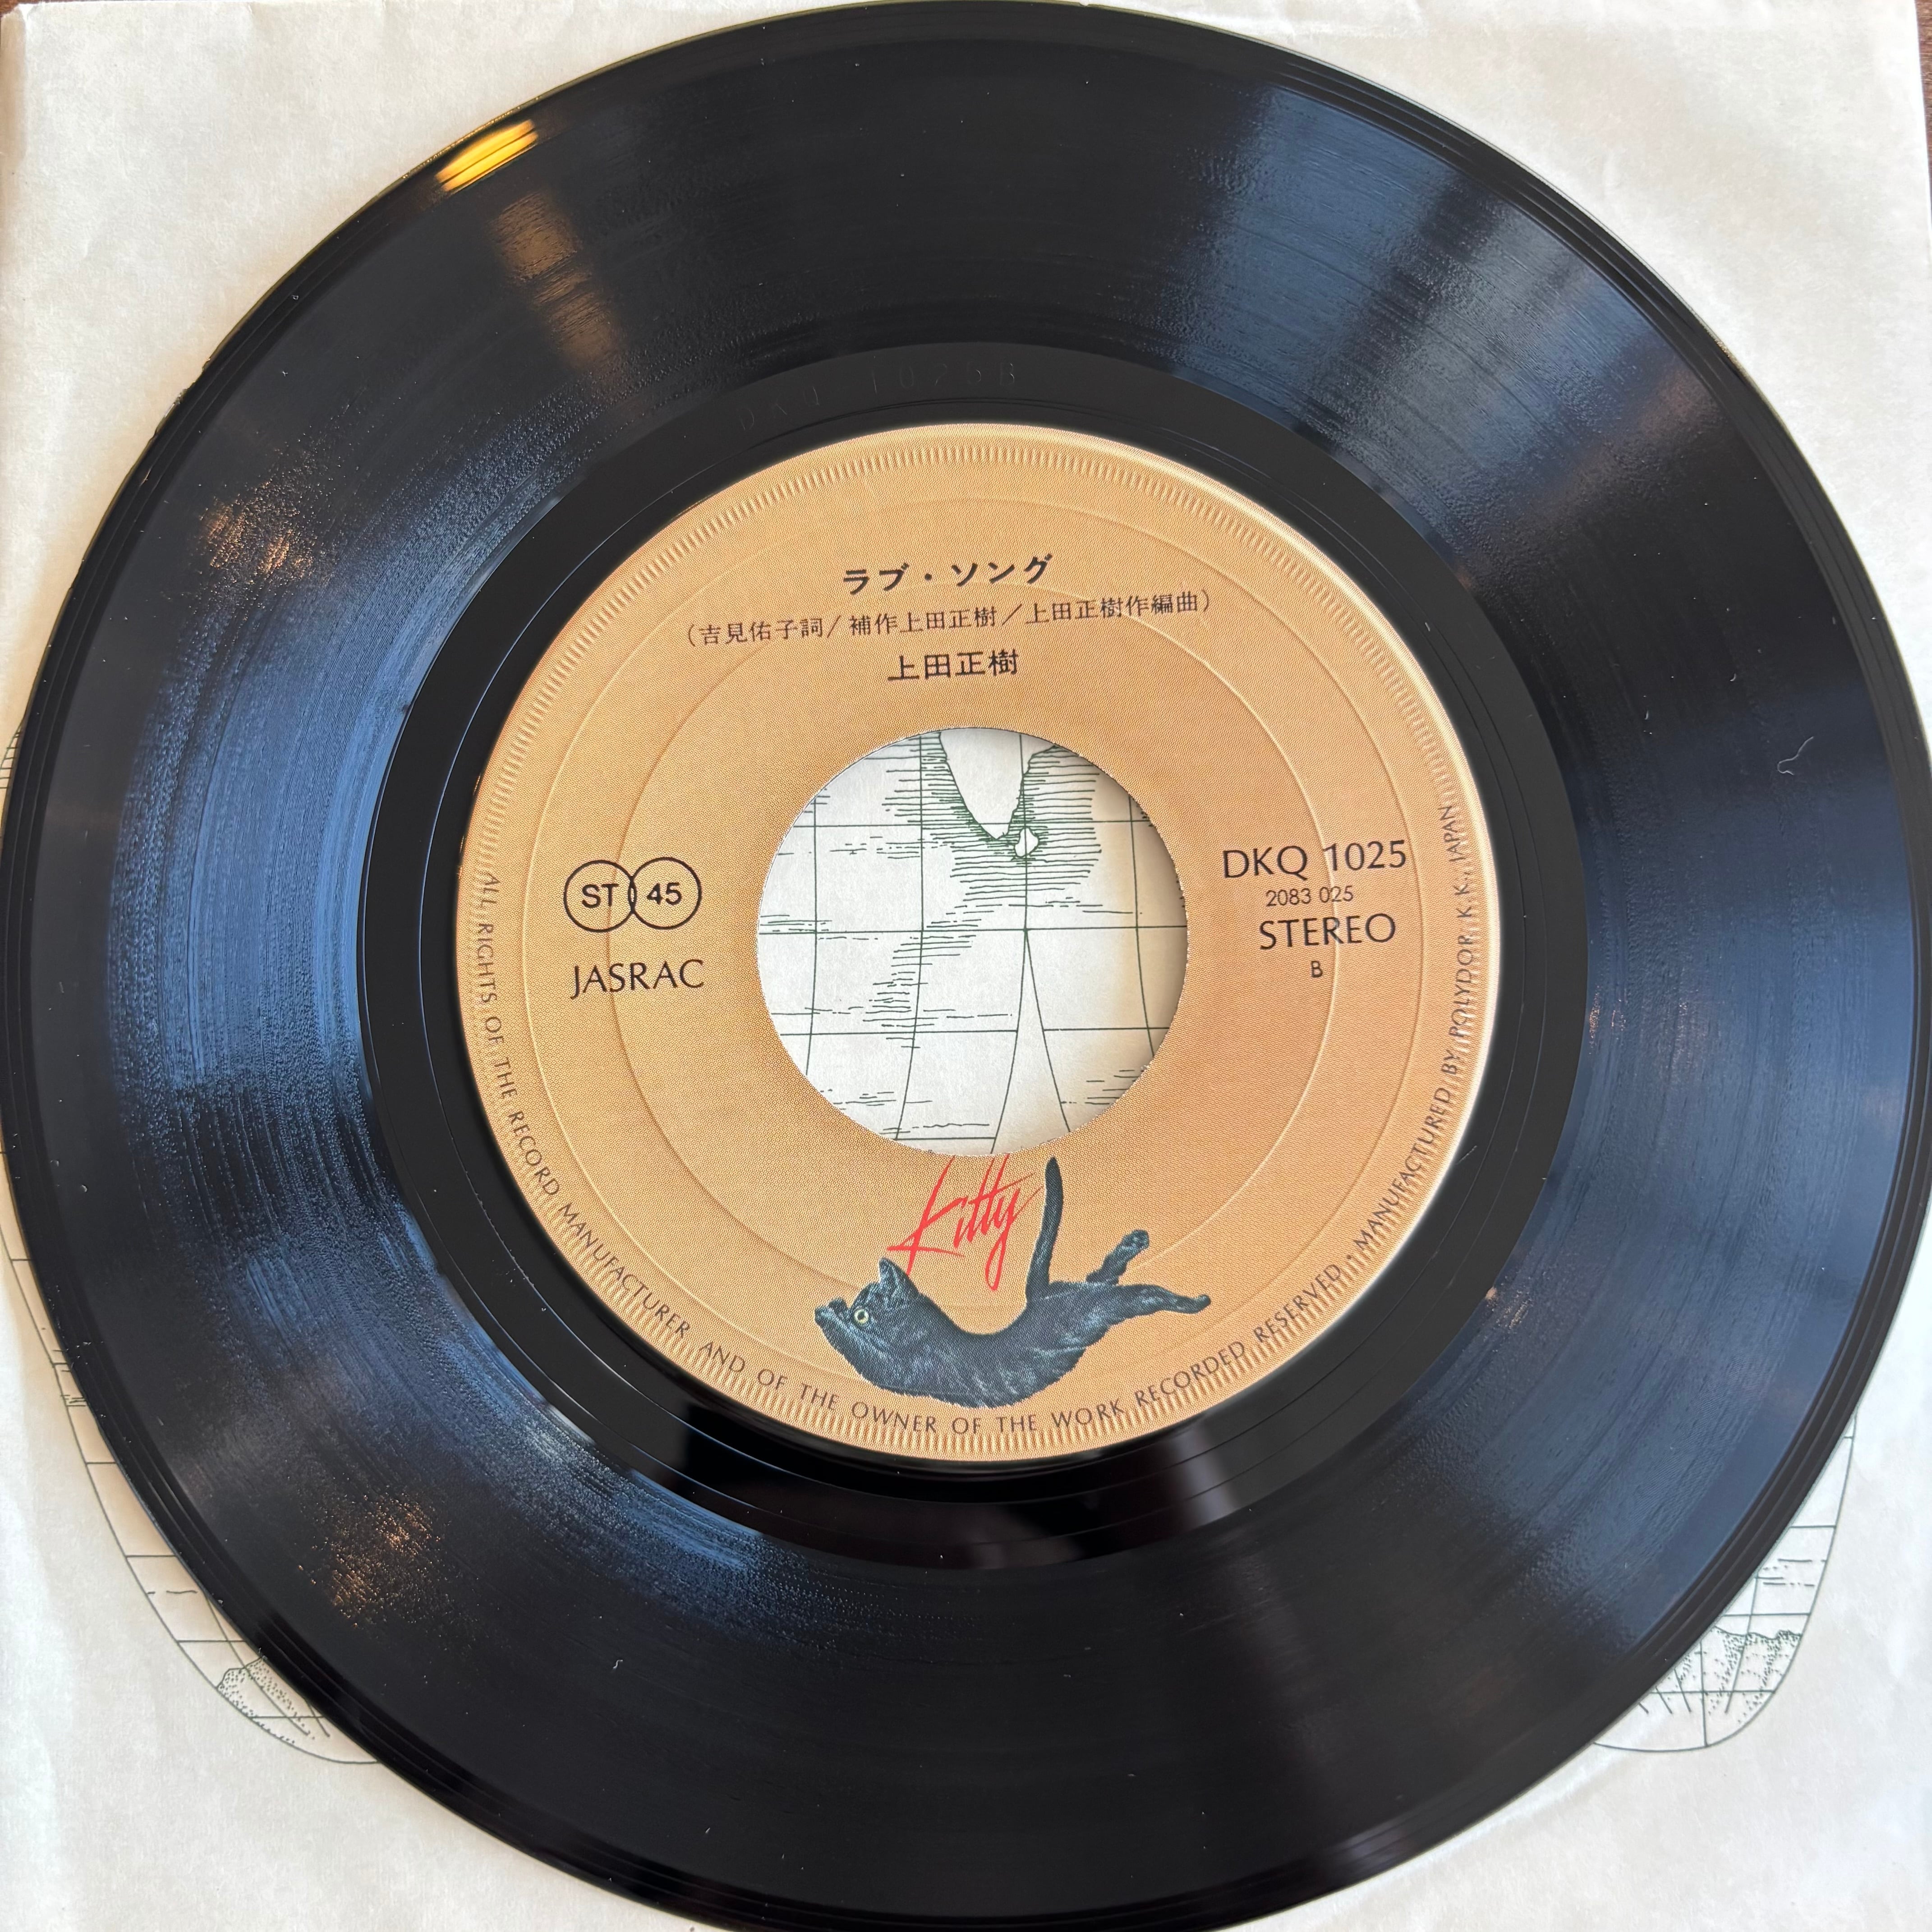 DKQ 1025B
ラブ・ソング
(吉見佑子詞/補作上田正樹/上田正樹作編曲)
上田正樹
ST 45
JASRAC
DKQ 1025
2083 025
STEREO
B
Kitty
ALL RIGHTS OF THE RECORD MANUFACTURER AND OF THE OWNER OF THE WORK RECORDED RESERVED • MANUFACTURED BY POLYDOR K.K., JAPAN